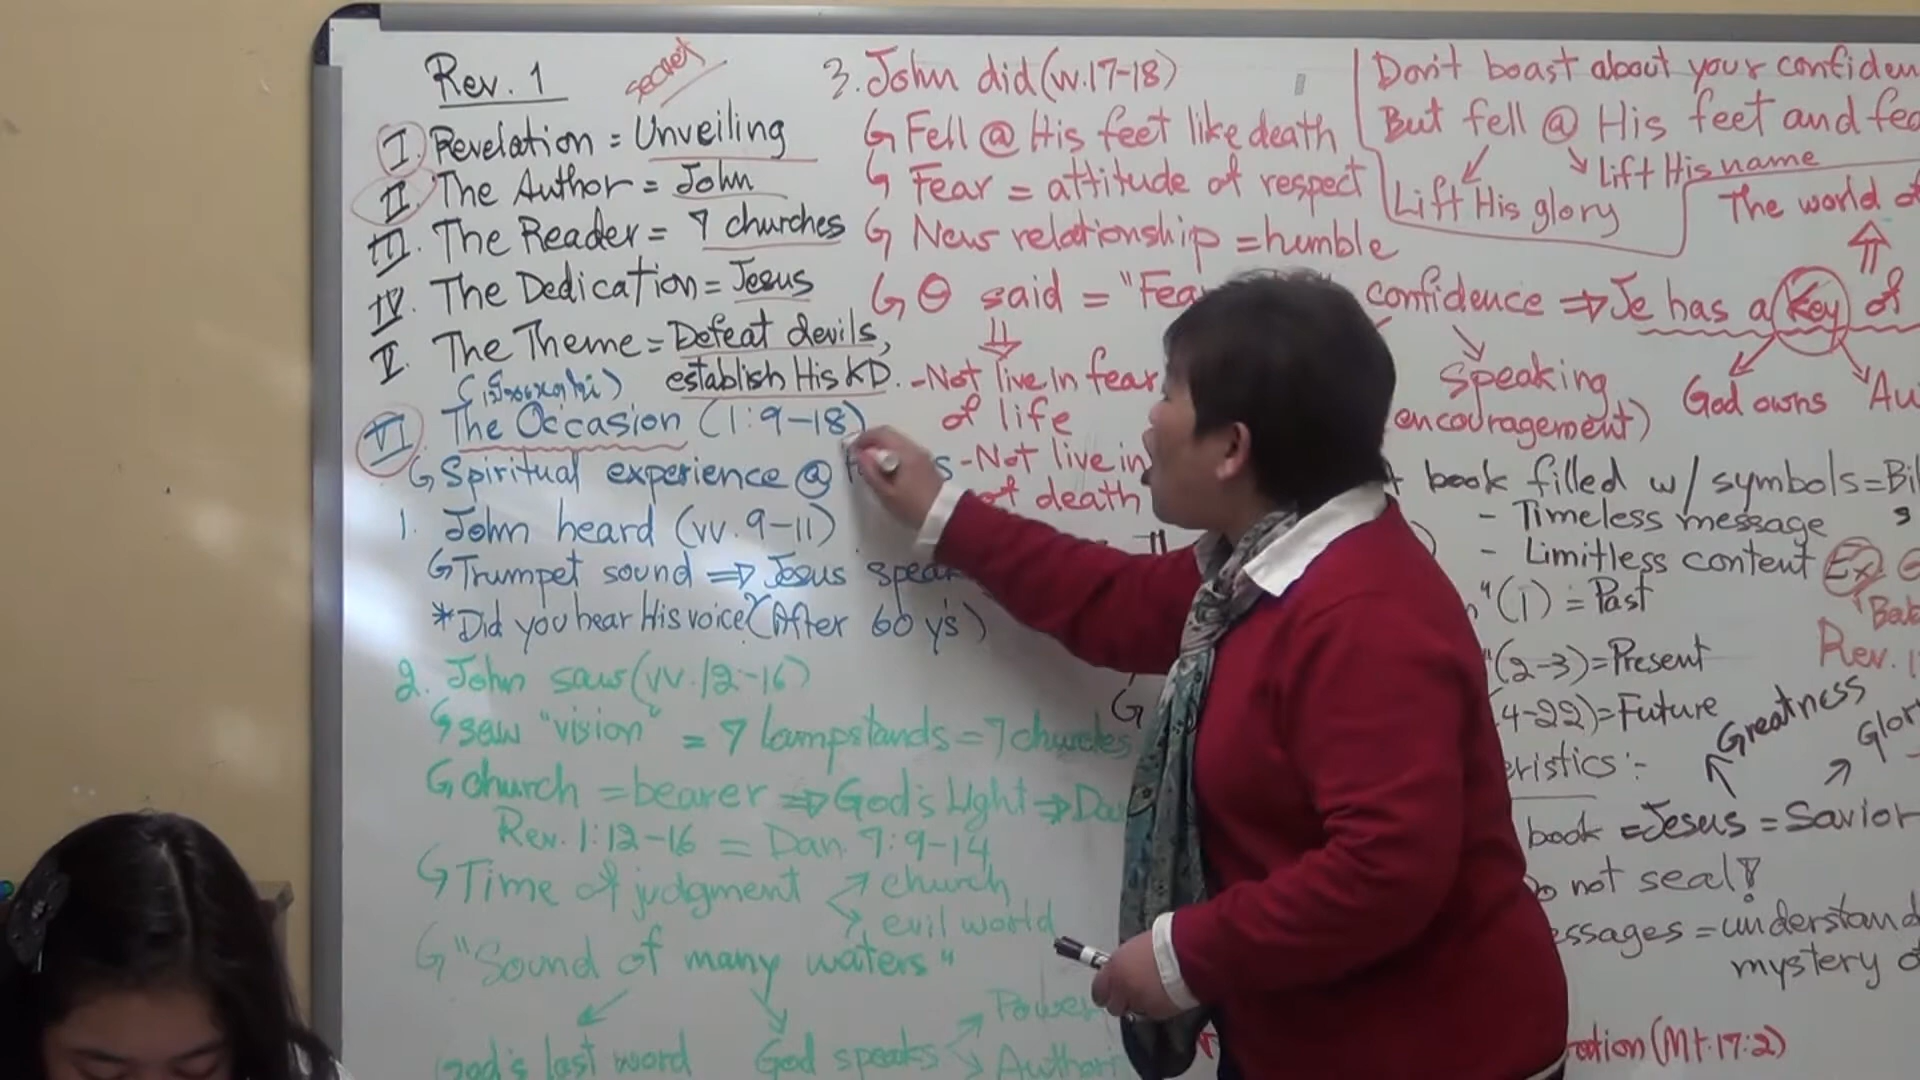 Rev. 1
secret
I. Revelation = Unveiling
II. The Author = John
III. The Reader = 7 churches
IV. The Dedication = Jesus
V. The Theme = Defeat devils,
establish His KD.
VI. The Occasion (1:9-18)
Spiritual experience @
1. John heard (vv. 9-11)
Trumpet sound ⇒ Jesus spea
*Did you hear His voice? (After 60 y's)
2. John saw (vv. 12-16)
saw "vision" = 7 lampstands = 7 churches
church = bearer ⇒ God's Light ⇒ Da
Rev. 1:12-16 = Dan. 7:9-14
Time of judgment
church
evil world
"Sound of many waters"
God's last word
God speaks
Power
Authori
3. John did (vv. 17-18)
Fell @ His feet like death
Fear = attitude of respect
New relationship = humble
said = "Fea
confidence ⇒ Je has a Key of
- Not live in fear
of life
- Not live in
of death
Speaking
encouragement)
God owns
Au
Don't boast about your confiden
But fell @ His feet and fea
Lift His glory
Lift His name
The world of
book filled w/ symbols = Bi
- Timeless message
- Limitless content
Ex
(1) = Past
(2-3) = Present
4-22) = Future
Rev. 1
Greatness
Glor
eristics :-
book = Jesus = Savior
Do not seal!
essages = understand
mystery o
ration (Mt. 17:2)